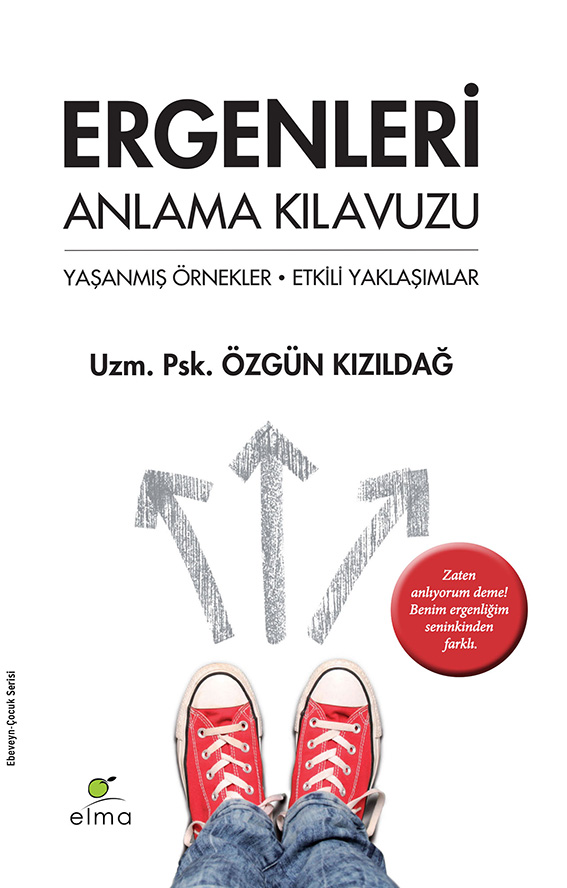 ERGENLERİ
ANLAMA KILAVUZU
YAŞANMIŞ ÖRNEKLER • ETKİLİ YAKLAŞIMLAR
Uzm. Psk. ÖZGÜN KIZILDAĞ
Zaten
anlıyorum deme!
Benim ergenliğim
seninkinden
farklı.
Ebeveyn-Çocuk Serisi
elma